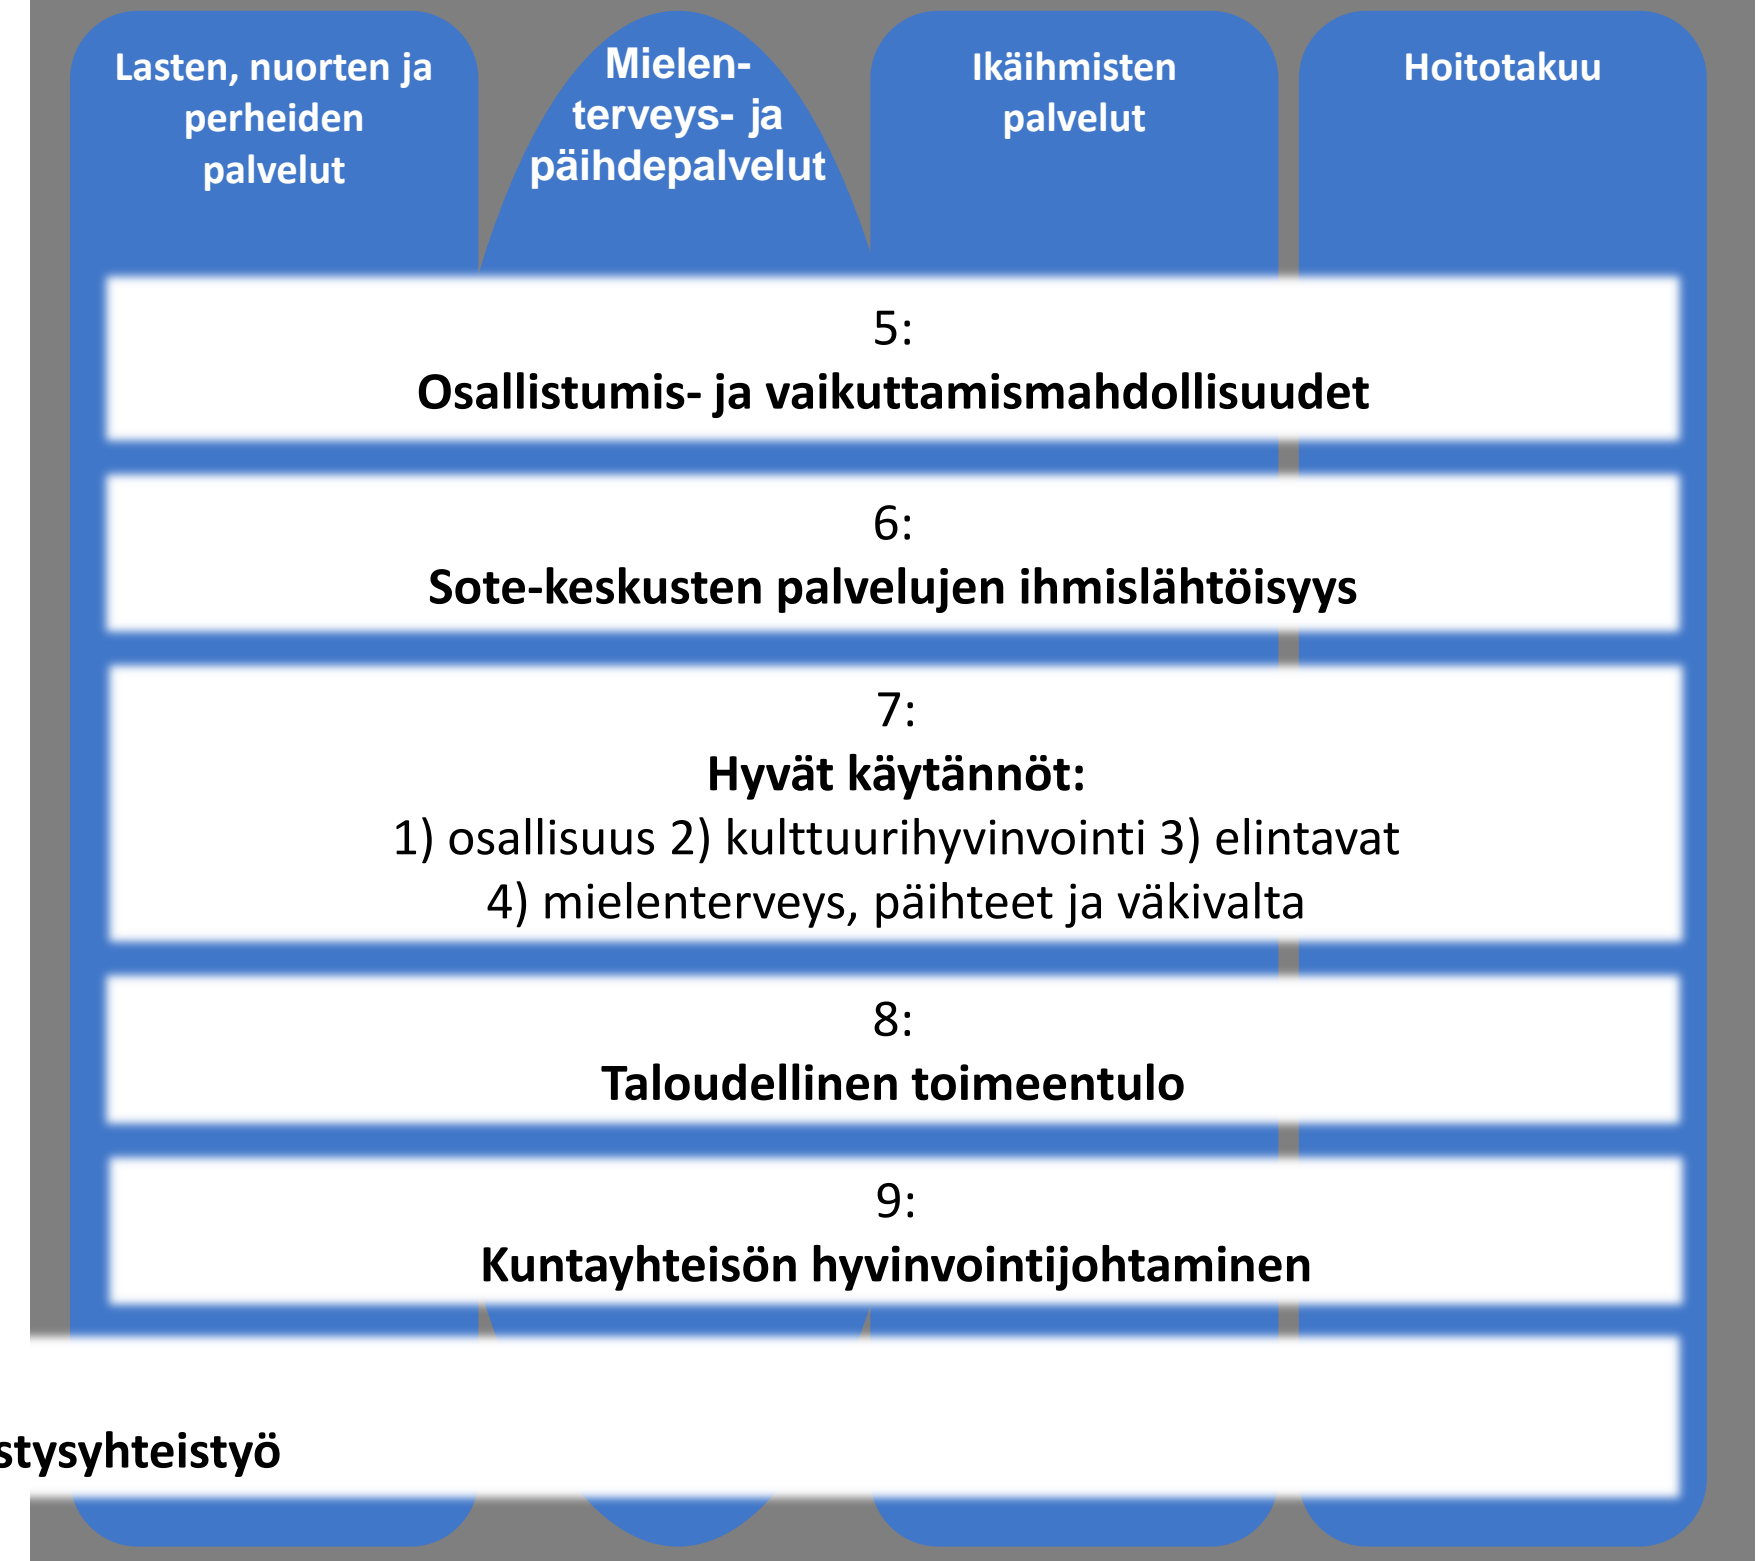 Lasten, nuorten ja
perheiden
palvelut
Mielen-
terveys- ja
päihdepalvelut
Ikäihmisten
palvelut
Hoitotakuu
5:
Osallistumis- ja vaikuttamismahdollisuudet
6:
Sote-keskusten palvelujen ihmislähtöisyys
7:
Hyvät käytännöt:
1) osallisuus 2) kulttuurihyvinvointi 3) elintavat
4) mielenterveys, päihteet ja väkivalta
8:
Taloudellinen toimeentulo
9:
Kuntayhteisön hyvinvointijohtaminen
stysyhteistyö